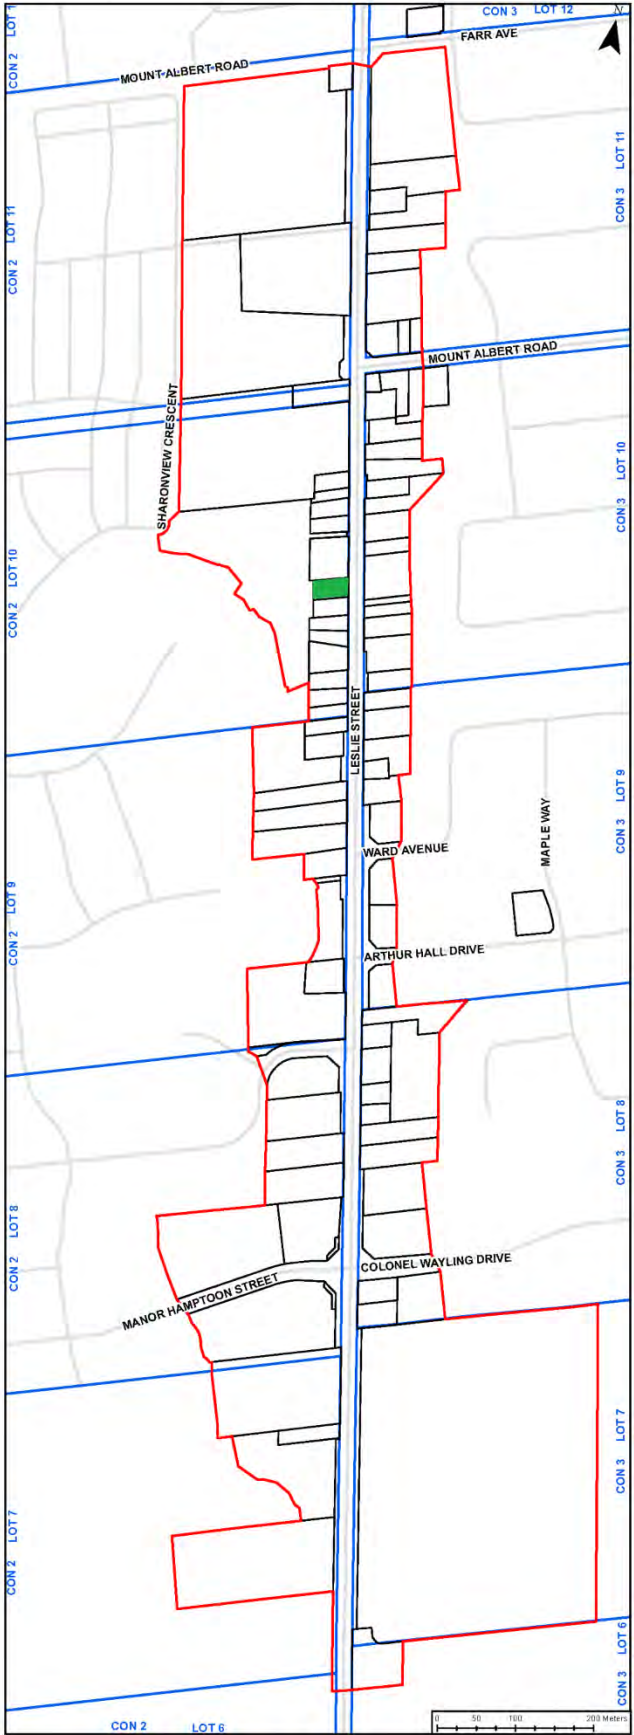 CON 3 LOT 12
N
FARR AVE
CON 2 LOT 1
MOUNT ALBERT ROAD
CON 3 LOT 11
CON 2 LOT 11
MOUNT ALBERT ROAD
SHARONVIEW CRESCENT
CON 3 LOT 10
CON 2 LOT 10
LESLIE STREET
CON 3 LOT 9
MAPLE WAY
WARD AVENUE
CON 2 LOT 9
ARTHUR HALL DRIVE
CON 3 LOT 8
CON 2 LOT 8
COLONEL WAYLING DRIVE
MANOR HAMPTOON STREET
CON 3 LOT 7
CON 2 LOT 7
CON 3 LOT 6
CON 2 LOT 6
0 50 100 200 Meters